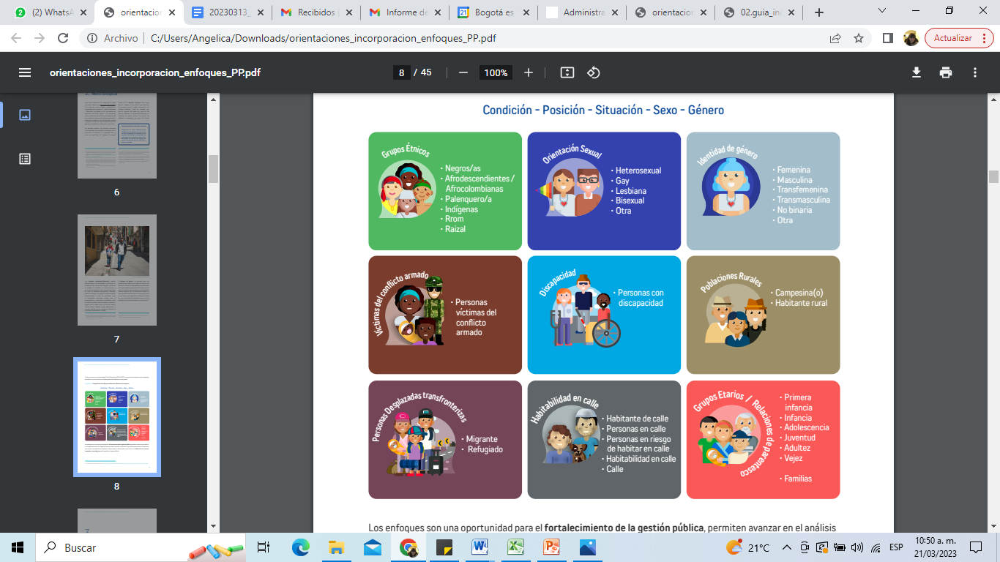 (2) WhatsA
orientacion
20230313_
Recibidos (
Informe de
Bogotá es
Administra
orientacion
02.guia_inc
Archivo
C:/Users/Angelica/Downloads/orientaciones_incorporacion_enfoques_PP.pdf
Actualizar
orientaciones_incorporacion_enfoques_PP.pdf
8 / 45
100%
6
7
8
Condición - Posición - Situación - Sexo - Género
Grupos Étnicos
• Negros/as
• Afrodescendientes /
Afrocolombianas
• Palenquero/a
• Indígenas
• Rrom
• Raizal
Orientación Sexual
• Heterosexual
• Gay
• Lesbiana
• Bisexual
• Otra
Identidad de género
• Femenina
• Masculina
• Transfemenina
• Transmasculina
• No binaria
• Otra
Víctimas del conflicto armado
• Personas
víctimas del
conflicto
armado
Discapacidad
• Personas con
discapacidad
Poblaciones Rurales
• Campesina(o)
• Habitante rural
Personas Desplazadas transfronterizas
• Migrante
• Refugiado
Habitabilidad en calle
• Habitante de calle
• Personas en calle
• Personas en riesgo
de habitar en calle
• Habitabilidad en calle
• Calle
Grupos Etarios / Relaciones de parentesco
• Primera
infancia
• Infancia
• Adolescencia
• Juventud
• Adultez
• Vejez
• Familias
Los enfoques son una oportunidad para el fortalecimiento de la gestión pública, permiten avanzar en el análisis
Buscar
21°C
ESP
10:50 a. m.
21/03/2023